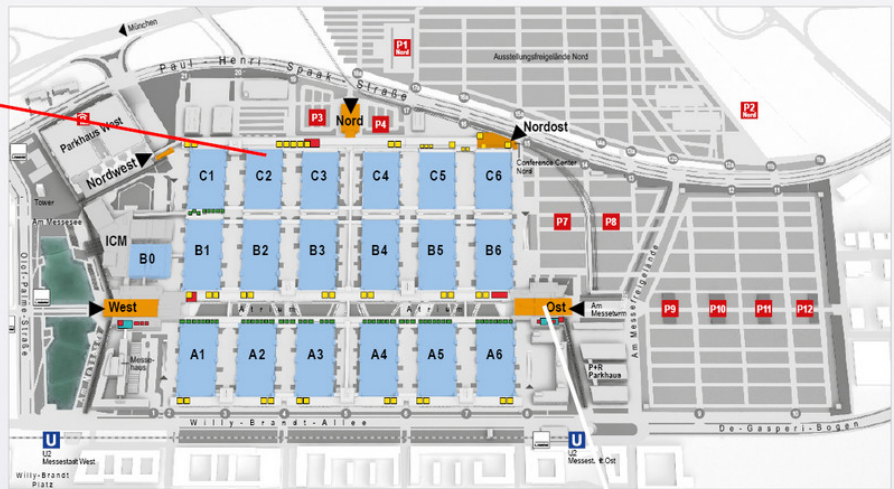 München
Paul-Henri-Spaak-Straße
P1
Nord
Ausstellungsfreigelände Nord
P2
Nord
P3
P4
Nord
Nordost
Parkhaus West
Nordwest
Conference Center
Nord
C1
C2
C3
C4
C5
C6
Tower
Am Messesee
ICM
B0
B1
B2
B3
B4
B5
B6
P7
P8
Olof-Palme-Straße
West
Atrium
Atrium
Ost
Am
Messeturm
Am Messefreigelände
P9
P10
P11
P12
Messe-
haus
A1
A2
A3
A4
A5
A6
P+R
Parkhaus
Willy-Brandt-Allee
De-Gasperi-Bogen
U
U2
Messestadt West
U
U2
Willy-Brandt
Platz